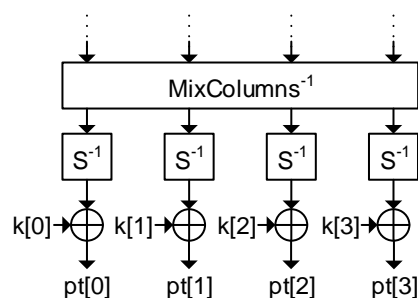 MixColumns⁻¹
S⁻¹ S⁻¹ S⁻¹ S⁻¹
k[0] k[1] k[2] k[3]
pt[0] pt[1] pt[2] pt[3]